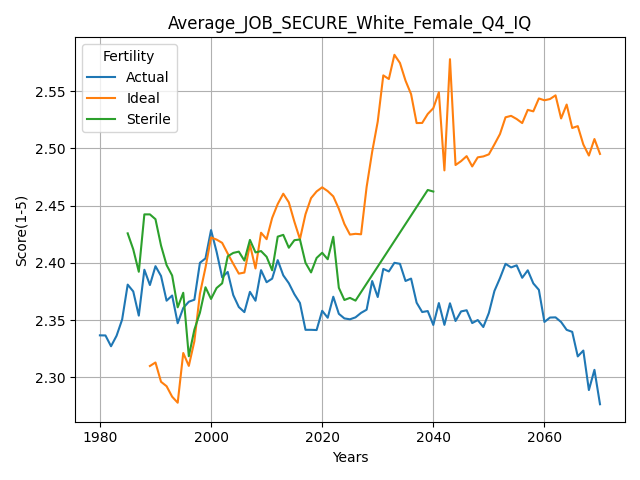 Average_JOB_SECURE_White_Female_Q4_IQ
Fertility
Actual
Ideal
Sterile
Score(1-5)
2.55
2.50
2.45
2.40
2.35
2.30
1980
2000
2020
2040
2060
Years